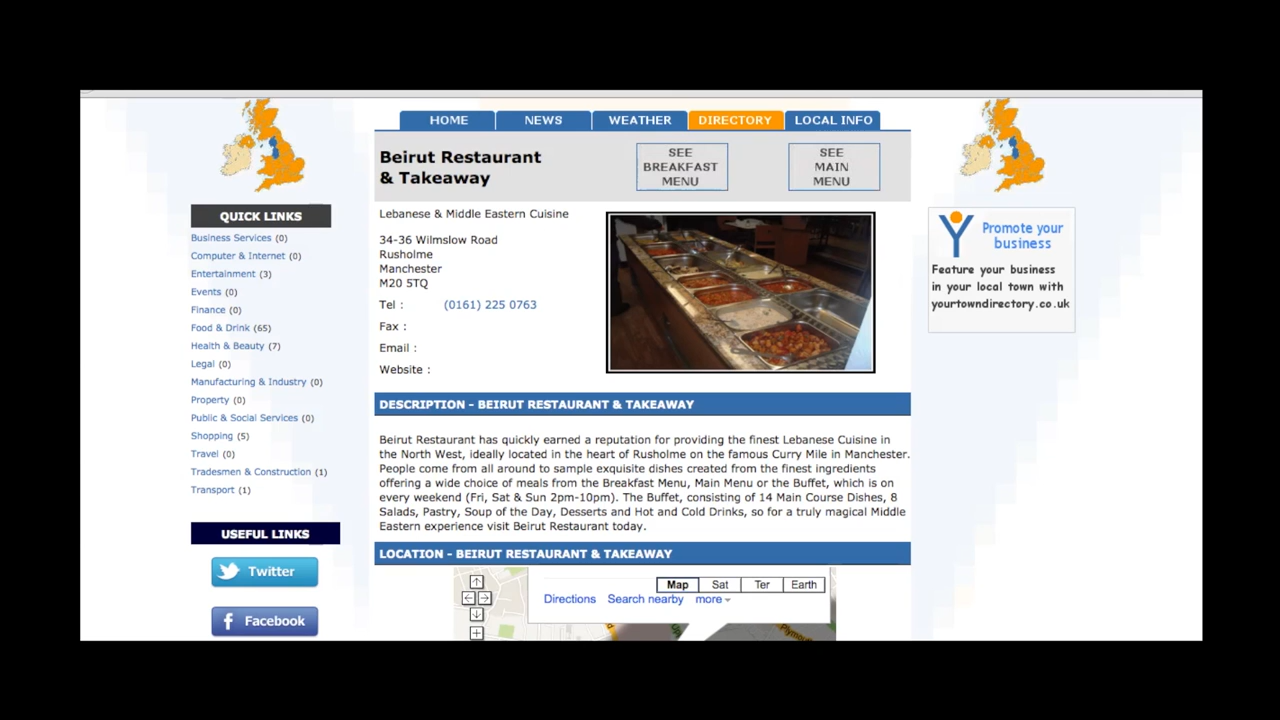 HOME NEWS WEATHER DIRECTORY LOCAL INFO
Beirut Restaurant
& Takeaway
SEE
BREAKFAST
MENU
SEE
MAIN
MENU
QUICK LINKS
Business Services (0)
Computer & Internet (0)
Entertainment (3)
Events (0)
Finance (0)
Food & Drink (65)
Health & Beauty (7)
Legal (0)
Manufacturing & Industry (0)
Property (0)
Public & Social Services (0)
Shopping (5)
Travel (0)
Tradesmen & Construction (1)
Transport (1)
USEFUL LINKS
Twitter
Facebook
Lebanese & Middle Eastern Cuisine
34-36 Wilmslow Road
Rusholme
Manchester
M20 5TQ
Tel : (0161) 225 0763
Fax :
Email :
Website :
DESCRIPTION - BEIRUT RESTAURANT & TAKEAWAY
Beirut Restaurant has quickly earned a reputation for providing the finest Lebanese Cuisine in
the North West, ideally located in the heart of Rusholme on the famous Curry Mile in Manchester.
People come from all around to sample exquisite dishes created from the finest ingredients
offering a wide choice of meals from the Breakfast Menu, Main Menu or the Buffet, which is on
every weekend (Fri, Sat & Sun 2pm-10pm). The Buffet, consisting of 14 Main Course Dishes, 8
Salads, Pastry, Soup of the Day, Desserts and Hot and Cold Drinks, so for a truly magical Middle
Eastern experience visit Beirut Restaurant today.
LOCATION - BEIRUT RESTAURANT & TAKEAWAY
Map Sat Ter Earth
Directions Search nearby more
Promote your
business
Feature your business
in your local town with
yourtowndirectory.co.uk